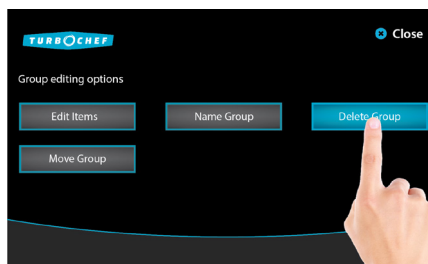 TURBOCHEF
Close
Group editing options
Edit Items
Name Group
Delete Group
Move Group